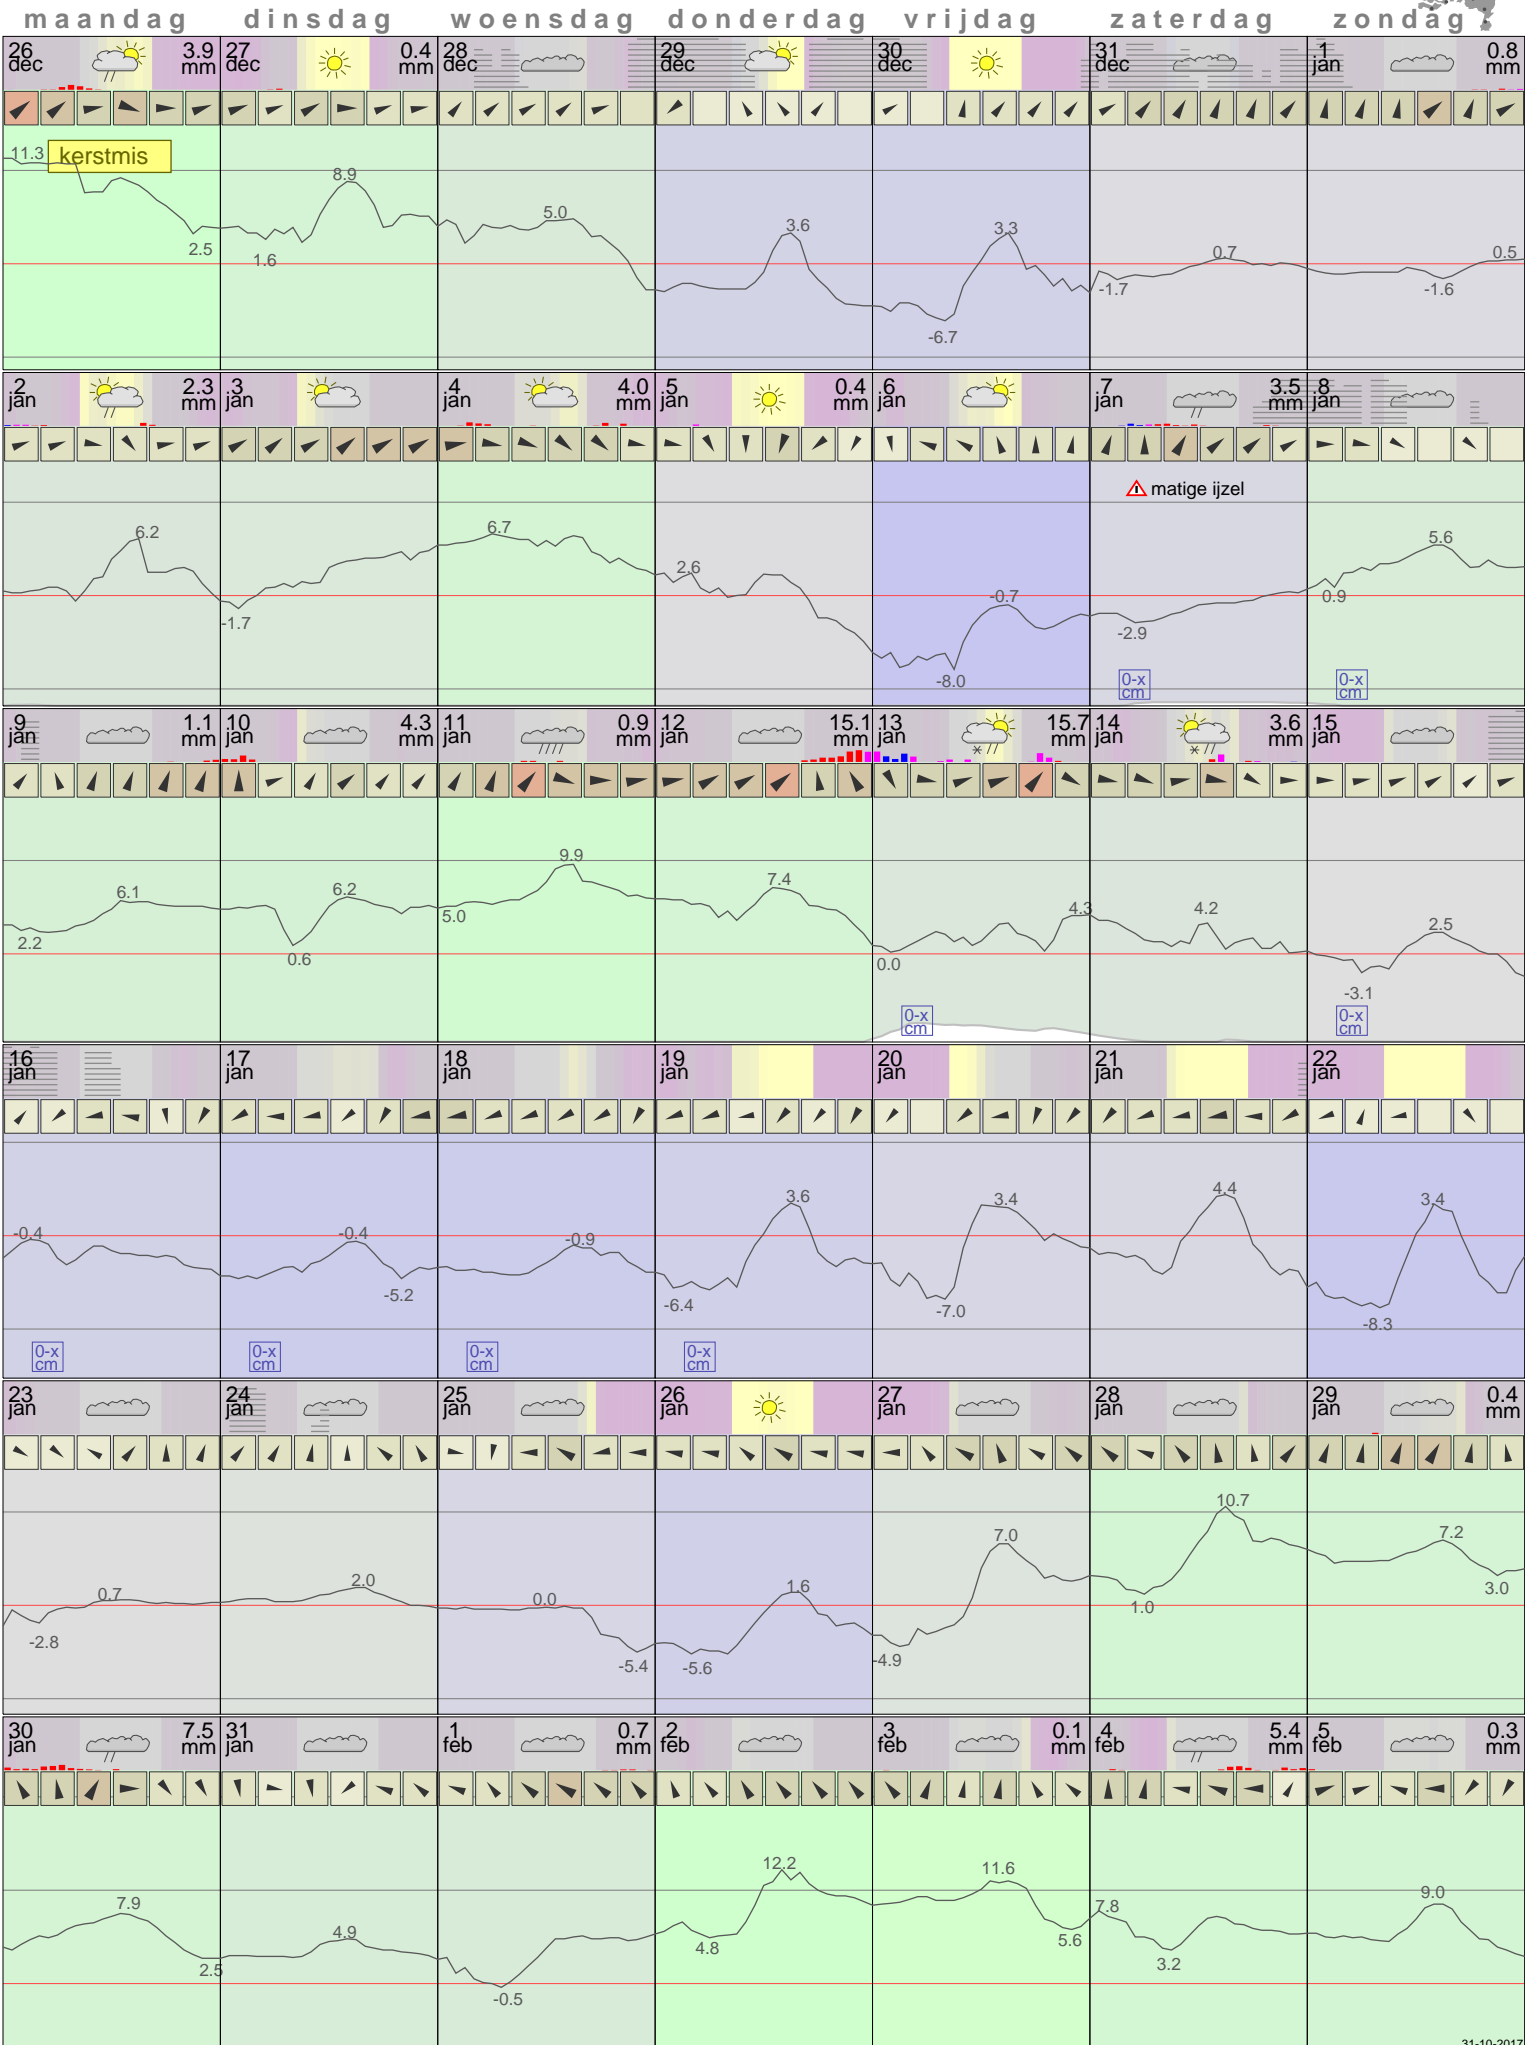 maandag dinsdag woensdag donderdag vrijdag zaterdag zondag
26 dec 3.9 mm 27 dec 0.4 mm 28 dec 29 dec 30 dec 31 dec 1 jan 0.8 mm
11.3 kerstmis 2.5 1.6 8.9 5.0 3.6 -6.7 3.3 -1.7 0.7 -1.6 0.5
2 jan 2.3 mm 3 jan 4 jan 4.0 mm 5 jan 0.4 mm 6 jan 7 jan 3.5 mm 8 jan
matige ijzel
6.2 -1.7 6.7 2.6 -8.0 -0.7 -2.9 0.9 5.6
0-x cm 0-x cm
9 jan 1.1 mm 10 jan 4.3 mm 11 jan 0.9 mm 12 jan 15.1 mm 13 jan 15.7 mm 14 jan 3.6 mm 15 jan
2.2 6.1 0.6 6.2 5.0 9.9 7.4 0.0 4.3 4.2 -3.1 2.5
0-x cm 0-x cm
16 jan 17 jan 18 jan 19 jan 20 jan 21 jan 22 jan
-0.4 -0.4 -5.2 -0.9 -6.4 3.6 -7.0 3.4 4.4 -8.3 3.4
0-x cm 0-x cm 0-x cm 0-x cm
23 jan 24 jan 25 jan 26 jan 27 jan 28 jan 29 jan 0.4 mm
-2.8 0.7 2.0 0.0 -5.4 -5.6 1.6 -4.9 7.0 1.0 10.7 7.2 3.0
30 jan 7.5 mm 31 jan 1 feb 0.7 mm 2 feb 3 feb 0.1 mm 4 feb 5.4 mm 5 feb 0.3 mm
7.9 2.5 4.9 -0.5 4.8 12.2 11.6 5.6 7.8 3.2 9.0
31-10-2017